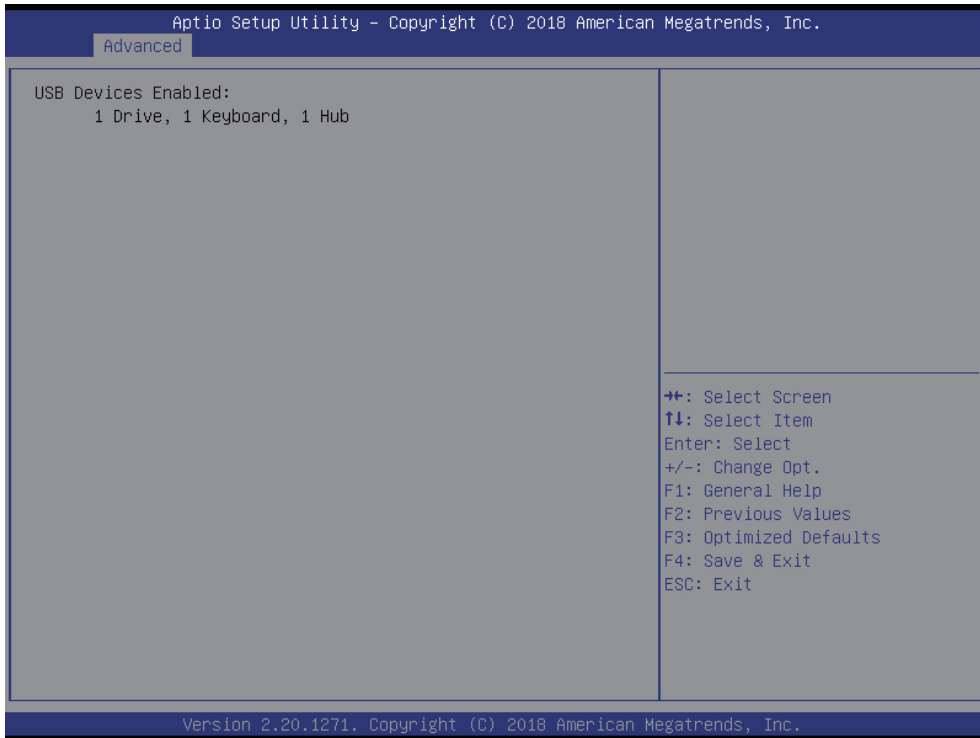 Aptio Setup Utility – Copyright (C) 2018 American Megatrends, Inc.
Advanced
USB Devices Enabled:
1 Drive, 1 Keyboard, 1 Hub
→←: Select Screen
↑↓: Select Item
Enter: Select
+/-: Change Opt.
F1: General Help
F2: Previous Values
F3: Optimized Defaults
F4: Save & Exit
ESC: Exit
Version 2.20.1271. Copyright (C) 2018 American Megatrends, Inc.